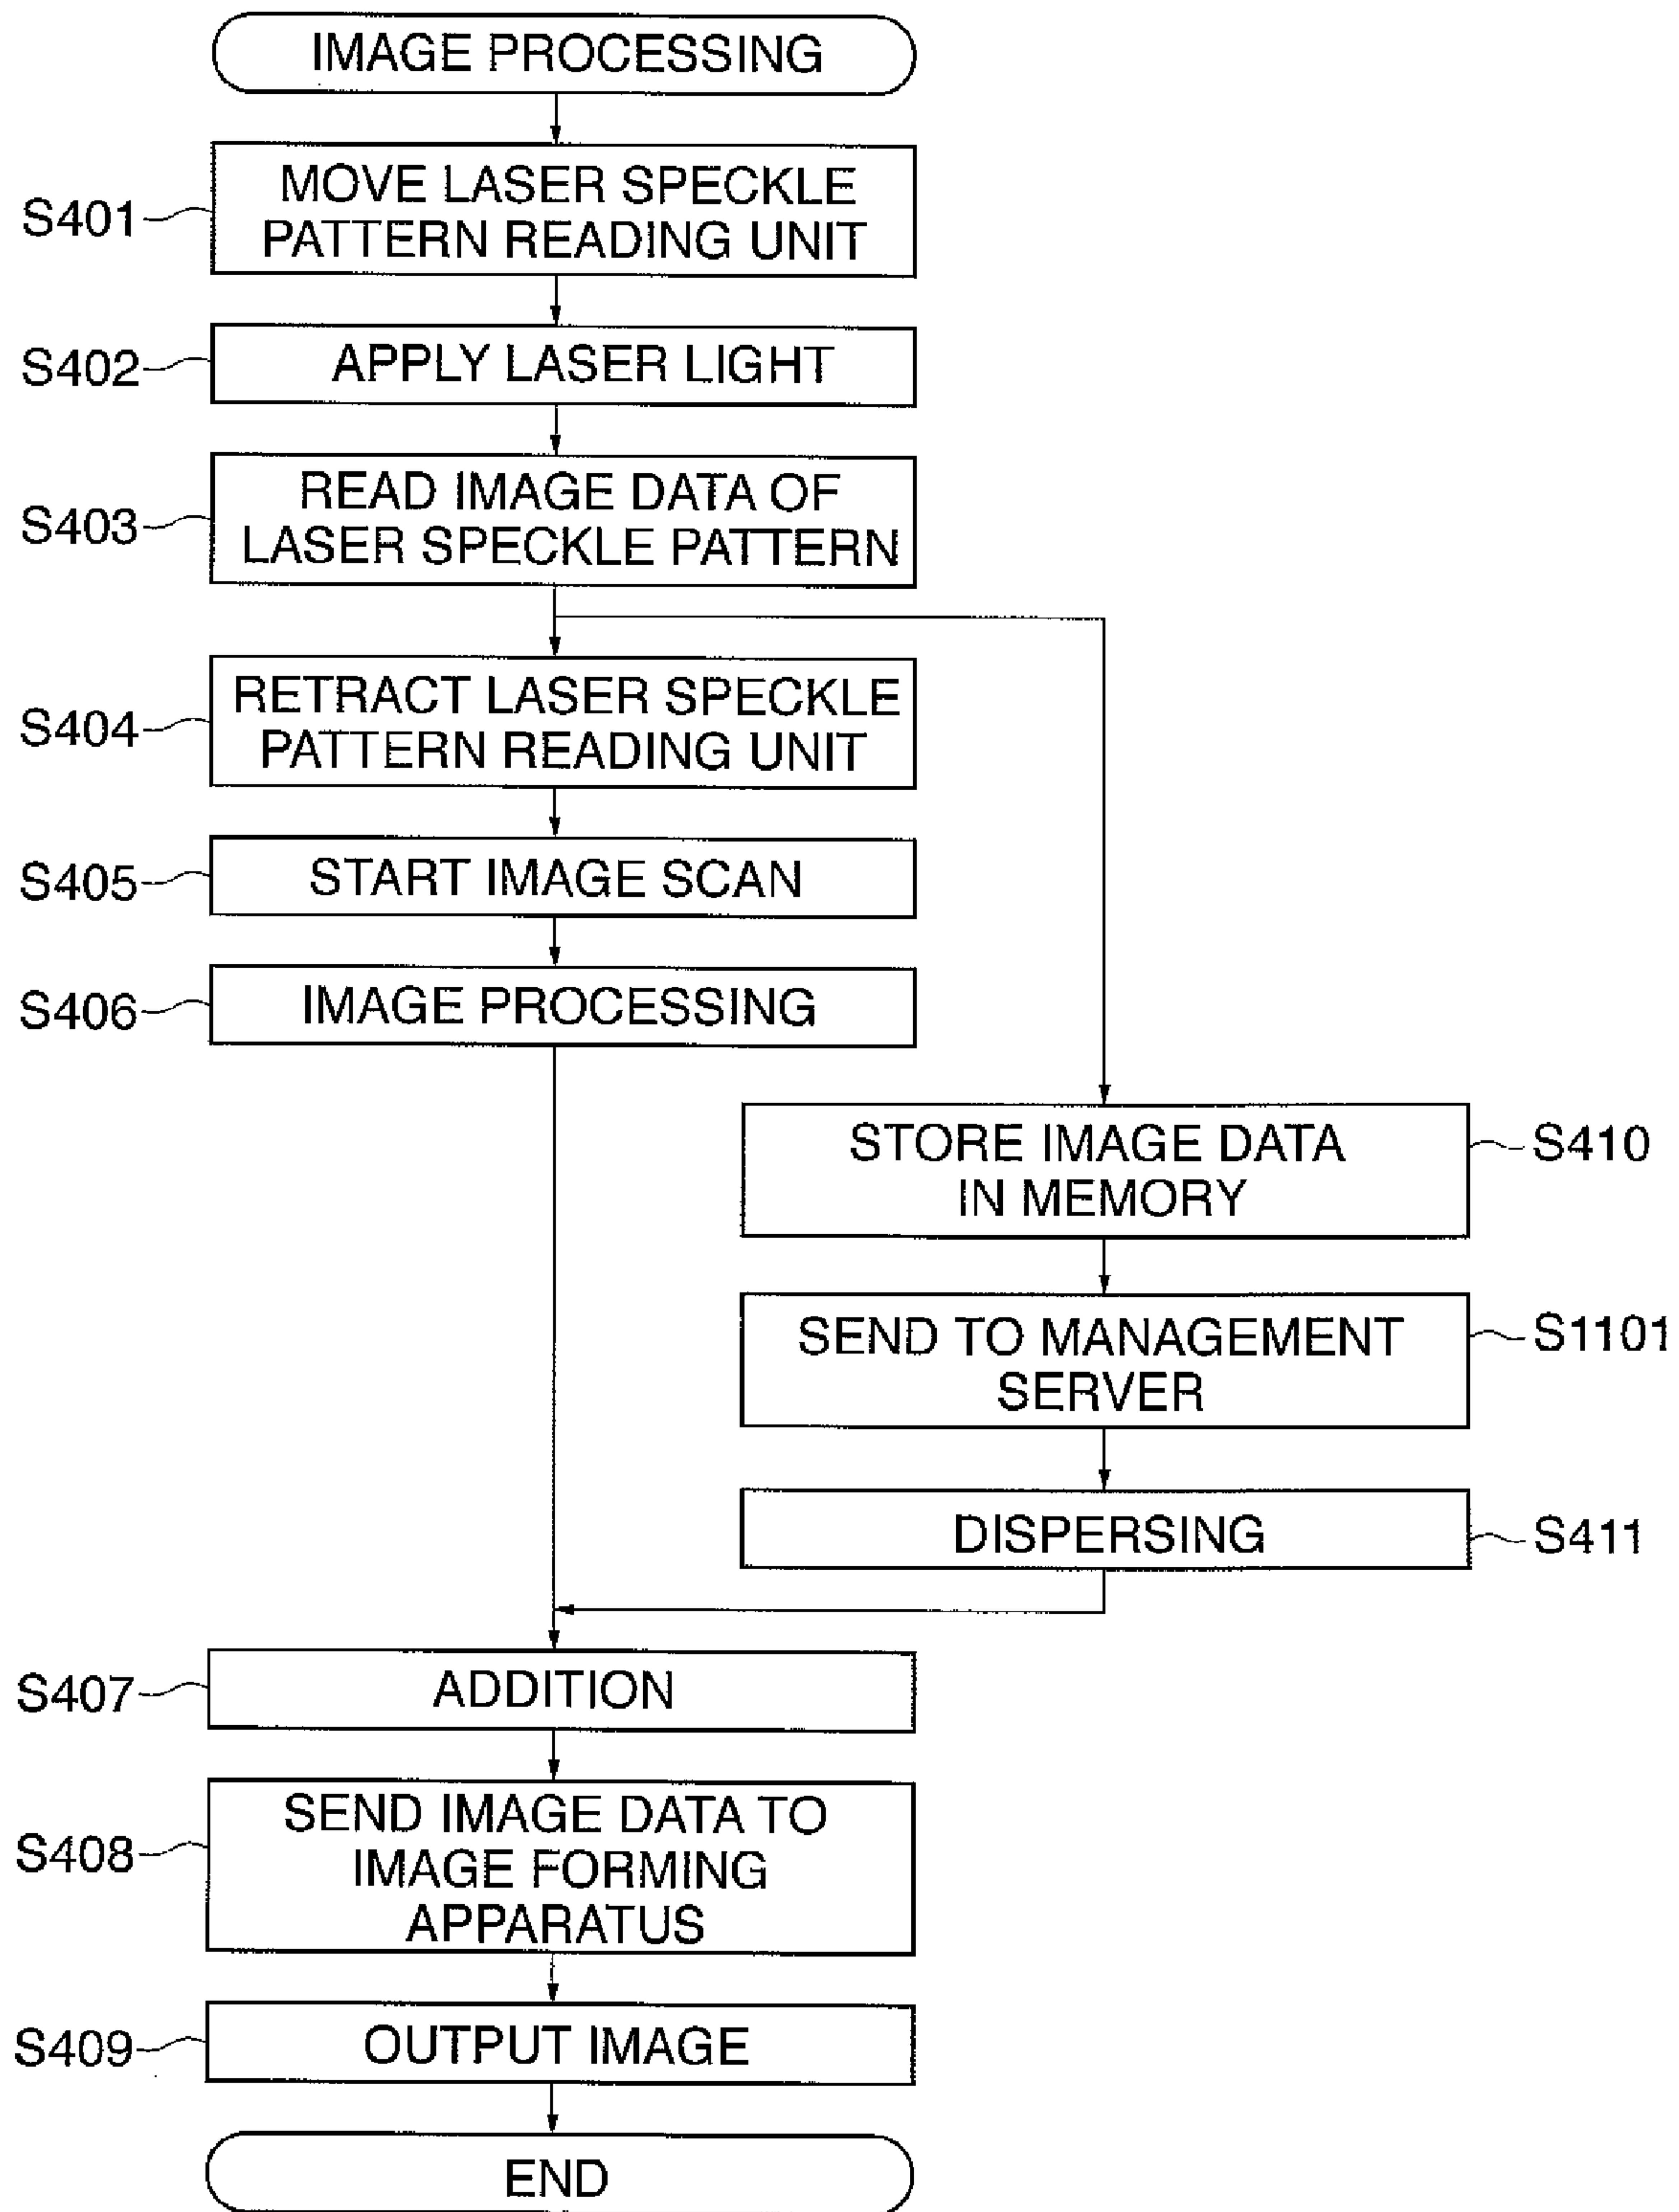 IMAGE PROCESSING
S401
MOVE LASER SPECKLE
PATTERN READING UNIT
S402
APPLY LASER LIGHT
S403
READ IMAGE DATA OF
LASER SPECKLE PATTERN
S404
RETRACT LASER SPECKLE
PATTERN READING UNIT
S405
START IMAGE SCAN
S406
IMAGE PROCESSING
STORE IMAGE DATA
IN MEMORY
S410
SEND TO MANAGEMENT
SERVER
S1101
DISPERSING
S411
S407
ADDITION
S408
SEND IMAGE DATA TO
IMAGE FORMING
APPARATUS
S409
OUTPUT IMAGE
END